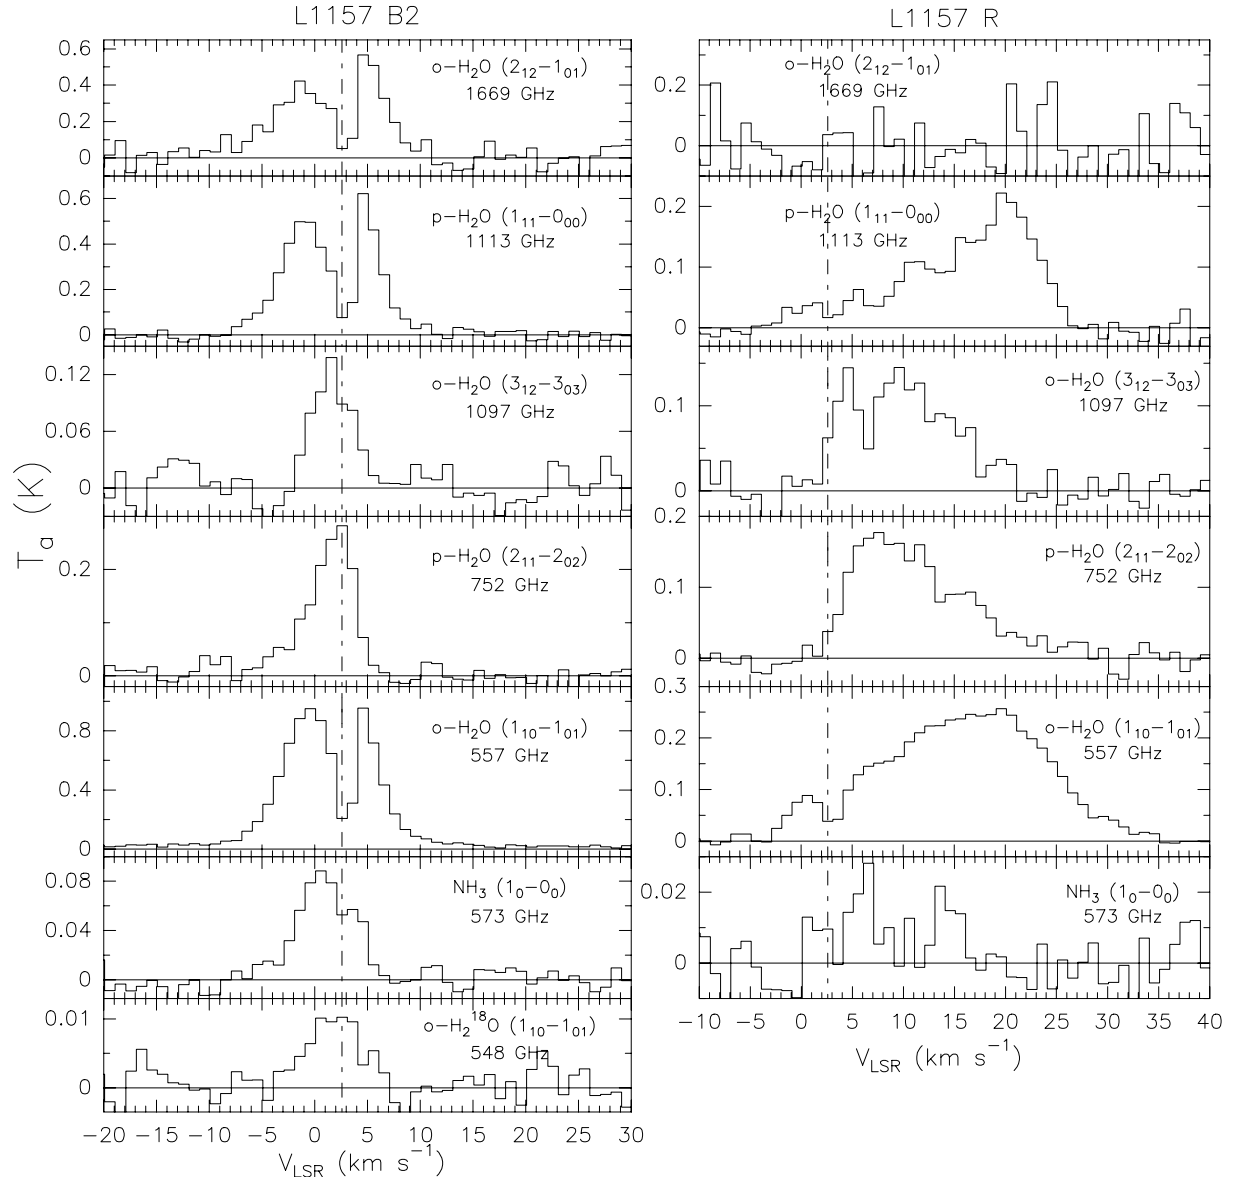 L1157 B2
0.6
0.4
0.2
0
o−H₂O (2₁₂−1₀₁)
1669 GHz
0.6
0.4
0.2
0
p−H₂O (1₁₁−0₀₀)
1113 GHz
0.12
0.06
0
o−H₂O (3₁₂−3₀₃)
1097 GHz
Tₐ (K)
0.2
0
p−H₂O (2₁₁−2₀₂)
752 GHz
0.8
0.4
0
o−H₂O (1₁₀−1₀₁)
557 GHz
0.08
0.04
0
NH₃ (1₀−0₀)
573 GHz
0.01
0
o−H₂¹⁸O (1₁₀−1₀₁)
548 GHz
−20 −15 −10 −5 0 5 10 15 20 25 30
V_LSR (km s⁻¹)
L1157 R
0.2
0
o−H₂O (2₁₂−1₀₁)
1669 GHz
0.2
0.1
0
p−H₂O (1₁₁−0₀₀)
1113 GHz
0.1
0
o−H₂O (3₁₂−3₀₃)
1097 GHz
0.2
0.1
0
p−H₂O (2₁₁−2₀₂)
752 GHz
0.3
0.2
0.1
0
o−H₂O (1₁₀−1₀₁)
557 GHz
0.02
0
NH₃ (1₀−0₀)
573 GHz
−10 −5 0 5 10 15 20 25 30 35 40
V_LSR (km s⁻¹)